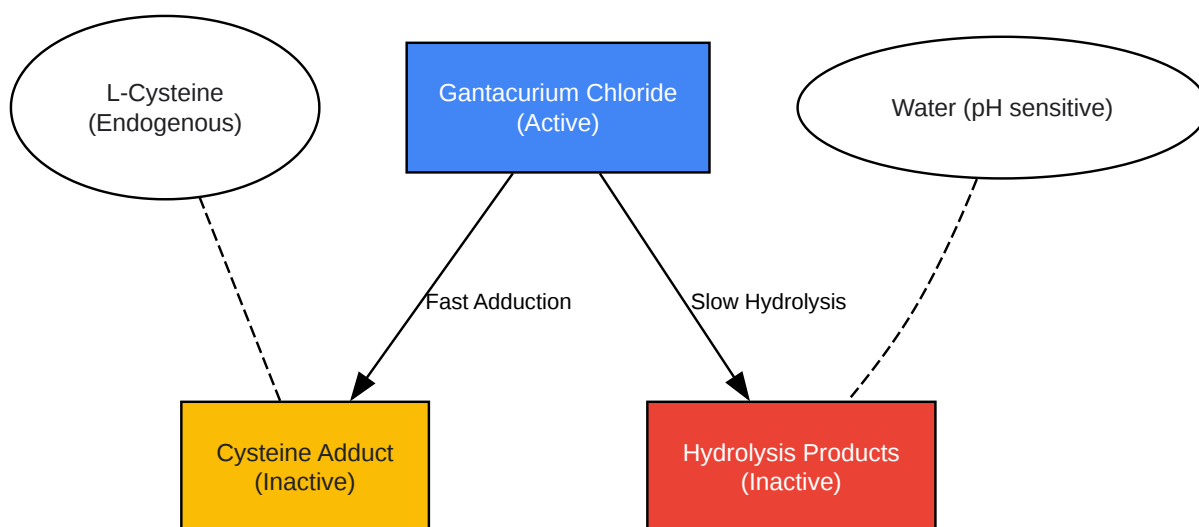 L-Cysteine
(Endogenous)
Gantacurium Chloride
(Active)
Water (pH sensitive)
Fast Adduction
Slow Hydrolysis
Cysteine Adduct
(Inactive)
Hydrolysis Products
(Inactive)